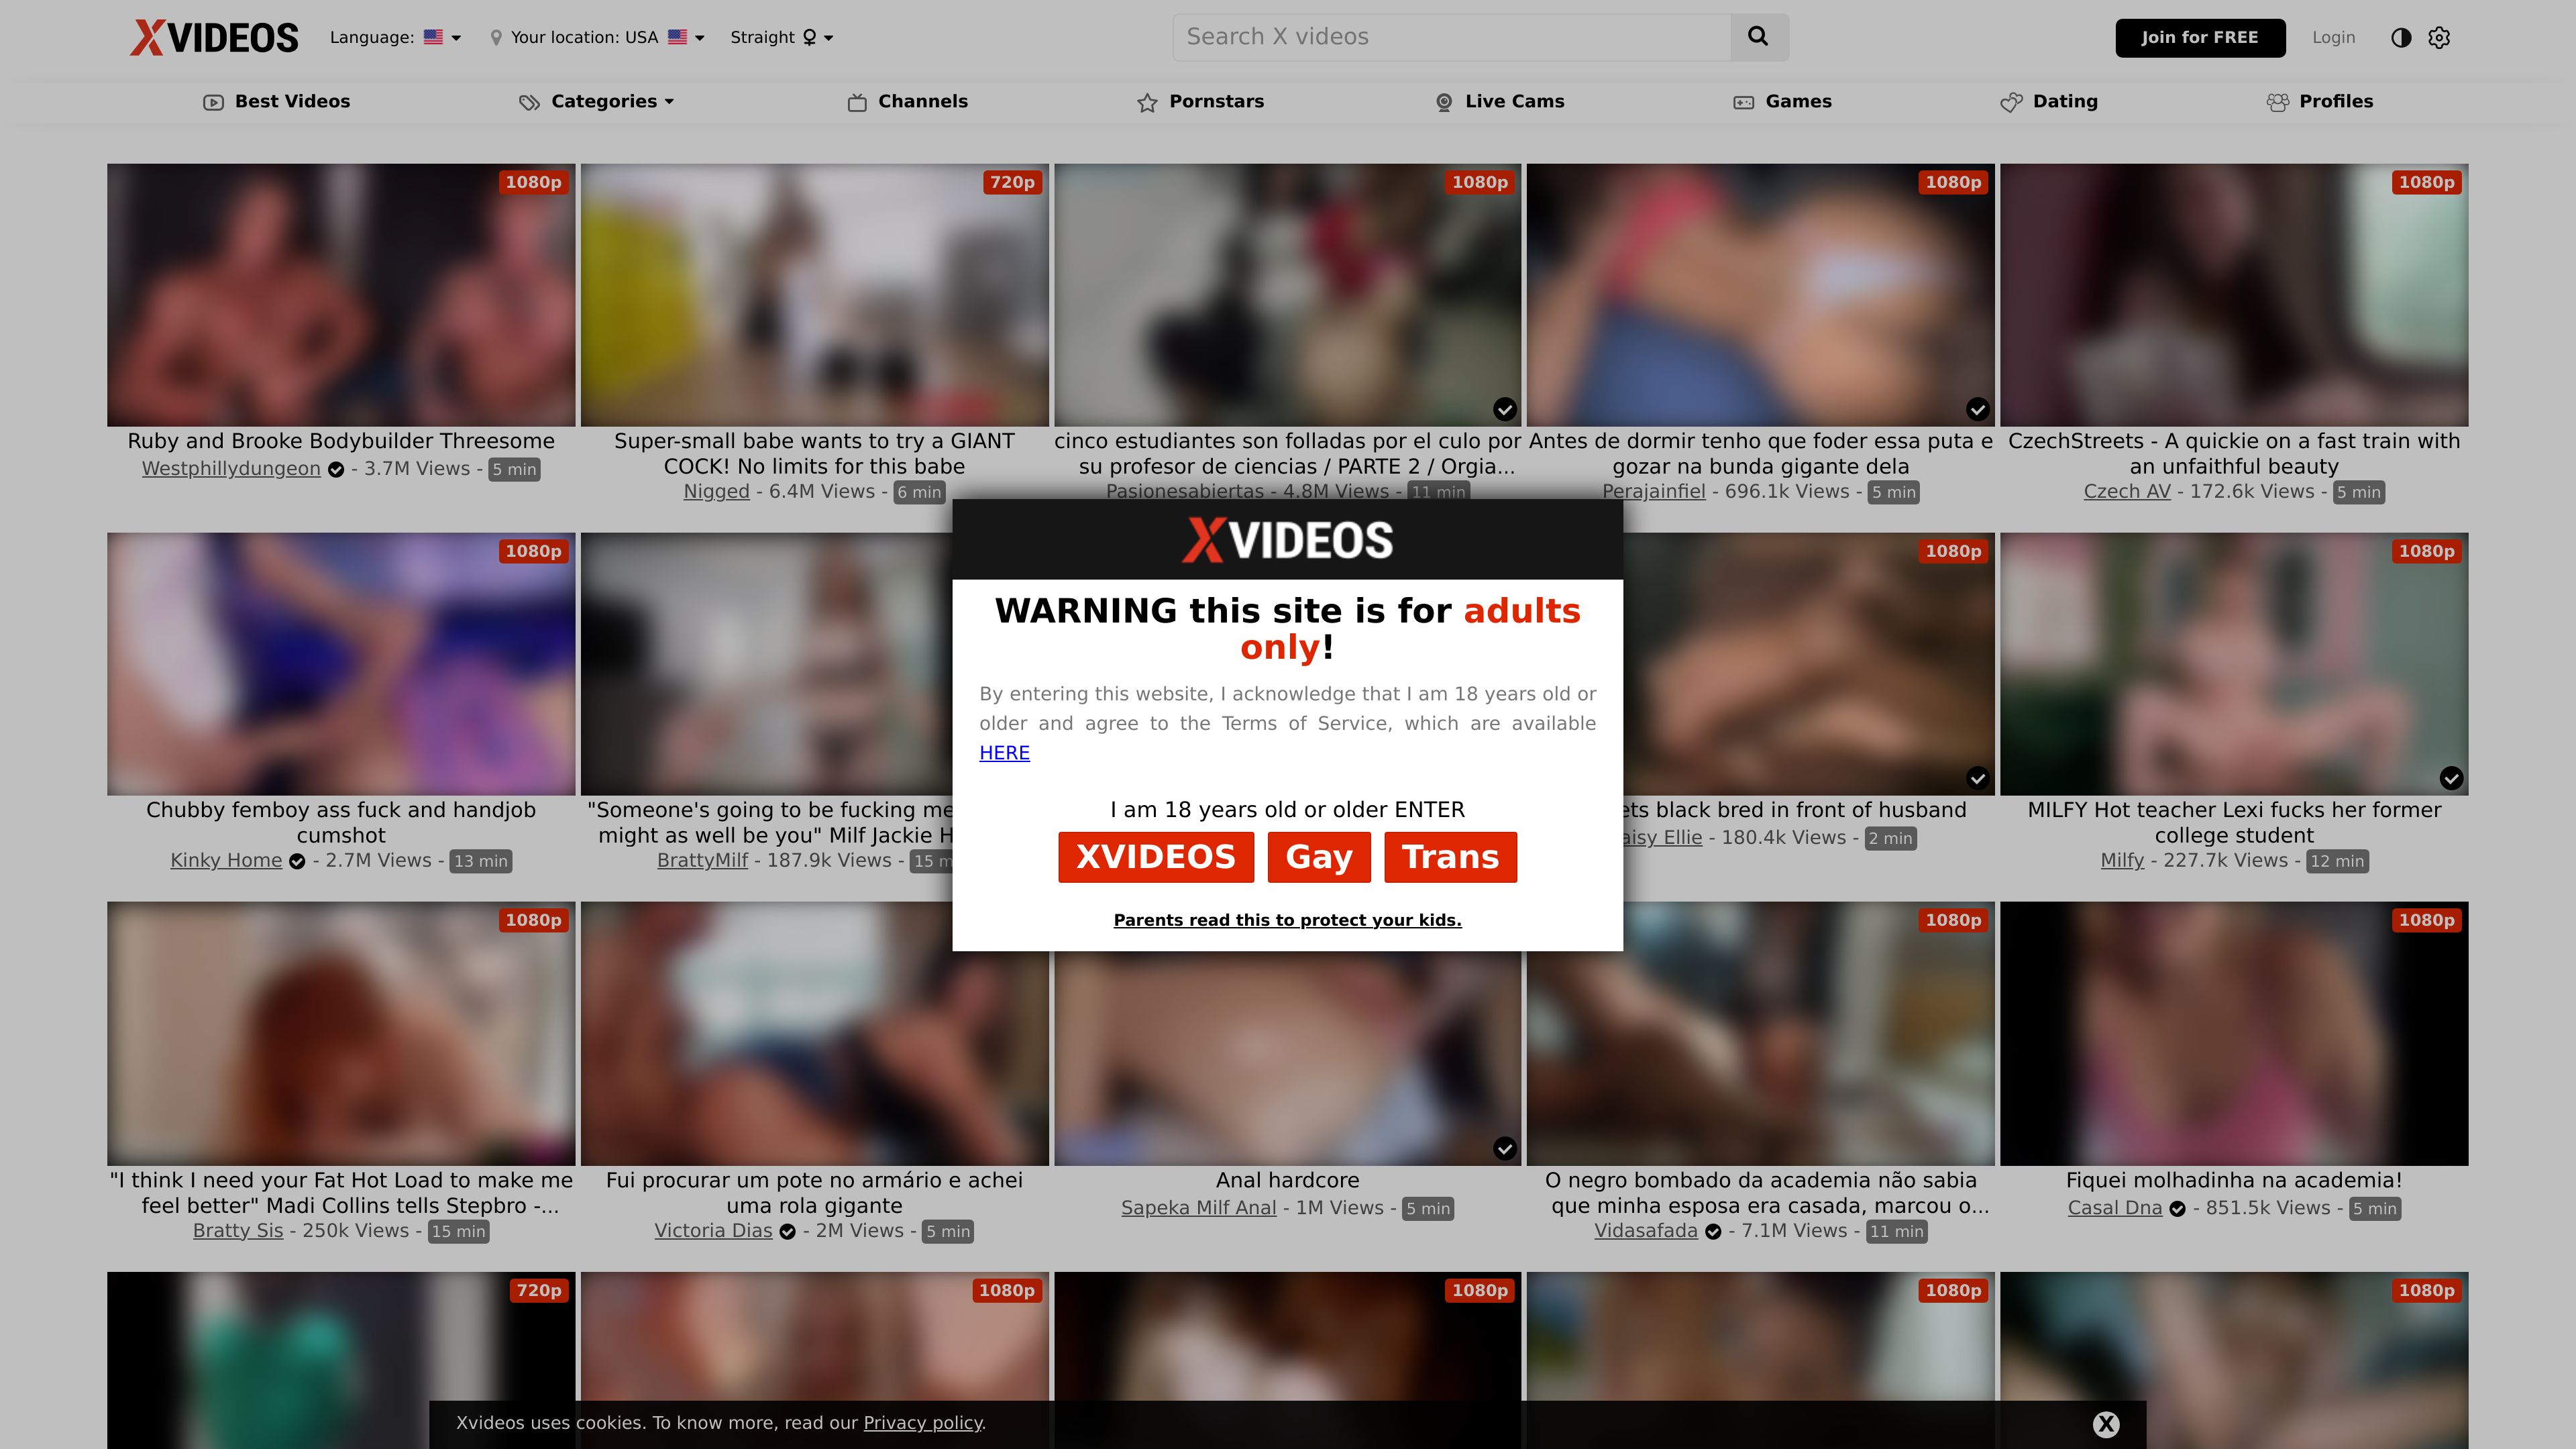 XVIDEOS
Language:
Your location: USA
Straight
Search X videos
Join for FREE
Login
Best Videos
Categories
Channels
Pornstars
Live Cams
Games
Dating
Profiles
1080p
720p
1080p
1080p
1080p
Ruby and Brooke Bodybuilder Threesome
Westphillydungeon - 3.7M Views - 5 min
Super-small babe wants to try a GIANT
COCK! No limits for this babe
Nigged - 6.4M Views - 6 min
cinco estudiantes son folladas por el culo por
su profesor de ciencias / PARTE 2 / Orgia...
Pasionesabiertas - 4.8M Views - 11 min
Antes de dormir tenho que foder essa puta e
gozar na bunda gigante dela
Perajainfiel - 696.1k Views - 5 min
CzechStreets - A quickie on a fast train with
an unfaithful beauty
Czech AV - 172.6k Views - 5 min
XVIDEOS
WARNING this site is for adults
only!
By entering this website, I acknowledge that I am 18 years old or
older and agree to the Terms of Service, which are available
HERE
I am 18 years old or older ENTER
XVIDEOS
Gay
Trans
Parents read this to protect your kids.
1080p
1080p
1080p
Chubby femboy ass fuck and handjob
cumshot
Kinky Home - 2.7M Views - 13 min
"Someone's going to be fucking me
might as well be you" Milf Jackie H
BrattyMilf - 187.9k Views - 15 m
black bred in front of husband
Ellie - 180.4k Views - 2 min
MILFY Hot teacher Lexi fucks her former
college student
Milfy - 227.7k Views - 12 min
1080p
1080p
1080p
"I think I need your Fat Hot Load to make me
feel better" Madi Collins tells Stepbro -...
Bratty Sis - 250k Views - 15 min
Fui procurar um pote no armário e achei
uma rola gigante
Victoria Dias - 2M Views - 5 min
Anal hardcore
Sapeka Milf Anal - 1M Views - 5 min
O negro bombado da academia não sabia
que minha esposa era casada, marcou o...
Vidasafada - 7.1M Views - 11 min
Fiquei molhadinha na academia!
Casal Dna - 851.5k Views - 5 min
720p
1080p
1080p
1080p
1080p
Xvideos uses cookies. To know more, read our Privacy policy.
X